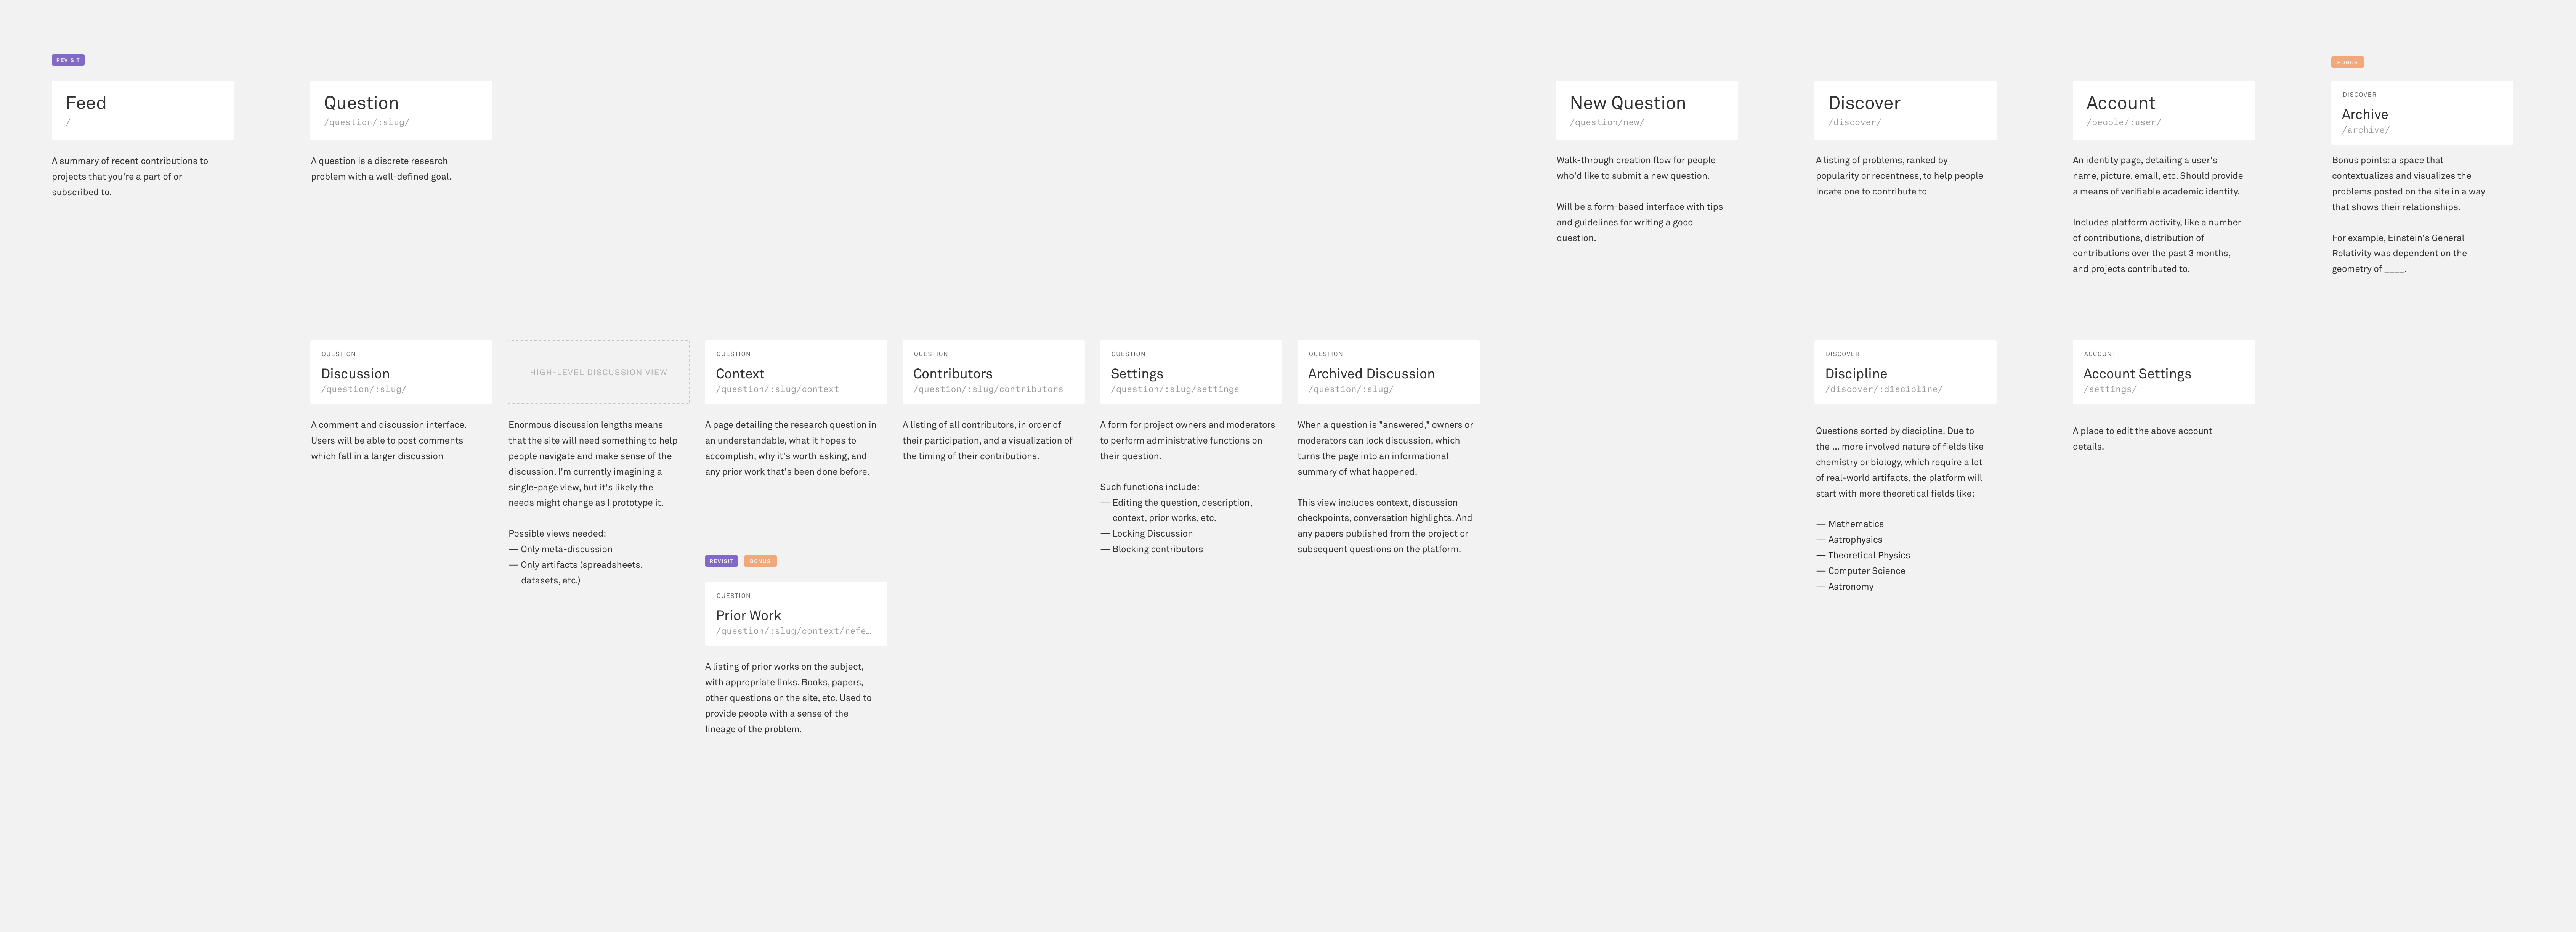 REVISIT
Feed
/
A summary of recent contributions to
projects that you're a part of or
subscribed to.
Question
/question/:slug/
A question is a discrete research
problem with a well-defined goal.
New Question
/question/new/
Walk-through creation flow for people
who'd like to submit a new question.
Will be a form-based interface with tips
and guidelines for writing a good
question.
Discover
/discover/
A listing of problems, ranked by
popularity or recentness, to help people
locate one to contribute to
Account
/people/:user/
An identity page, detailing a user's
name, picture, email, etc. Should provide
a means of verifiable academic identity.
Includes platform activity, like a number
of contributions, distribution of
contributions over the past 3 months,
and projects contributed to.
BONUS
DISCOVER
Archive
/archive/
Bonus points: a space that
contextualizes and visualizes the
problems posted on the site in a way
that shows their relationships.
For example, Einstein's General
Relativity was dependent on the
geometry of ____.
QUESTION
Discussion
/question/:slug/
A comment and discussion interface.
Users will be able to post comments
which fall in a larger discussion
HIGH-LEVEL DISCUSSION VIEW
Enormous discussion lengths means
that the site will need something to help
people navigate and make sense of the
discussion. I'm currently imagining a
single-page view, but it's likely the
needs might change as I prototype it.
Possible views needed:
— Only meta-discussion
— Only artifacts (spreadsheets,
datasets, etc.)
QUESTION
Context
/question/:slug/context
A page detailing the research question in
an understandable, what it hopes to
accomplish, why it's worth asking, and
any prior work that's been done before.
REVISIT
BONUS
QUESTION
Prior Work
/question/:slug/context/refe…
A listing of prior works on the subject,
with appropriate links. Books, papers,
other questions on the site, etc. Used to
provide people with a sense of the
lineage of the problem.
QUESTION
Contributors
/question/:slug/contributors
A listing of all contributors, in order of
their participation, and a visualization of
the timing of their contributions.
QUESTION
Settings
/question/:slug/settings
A form for project owners and moderators
to perform administrative functions on
their question.
Such functions include:
— Editing the question, description,
context, prior works, etc.
— Locking Discussion
— Blocking contributors
QUESTION
Archived Discussion
/question/:slug/
When a question is "answered," owners or
moderators can lock discussion, which
turns the page into an informational
summary of what happened.
This view includes context, discussion
checkpoints, conversation highlights. And
any papers published from the project or
subsequent questions on the platform.
DISCOVER
Discipline
/discover/:discipline/
Questions sorted by discipline. Due to
the ... more involved nature of fields like
chemistry or biology, which require a lot
of real-world artifacts, the platform will
start with more theoretical fields like:
— Mathematics
— Astrophysics
— Theoretical Physics
— Computer Science
— Astronomy
ACCOUNT
Account Settings
/settings/
A place to edit the above account
details.